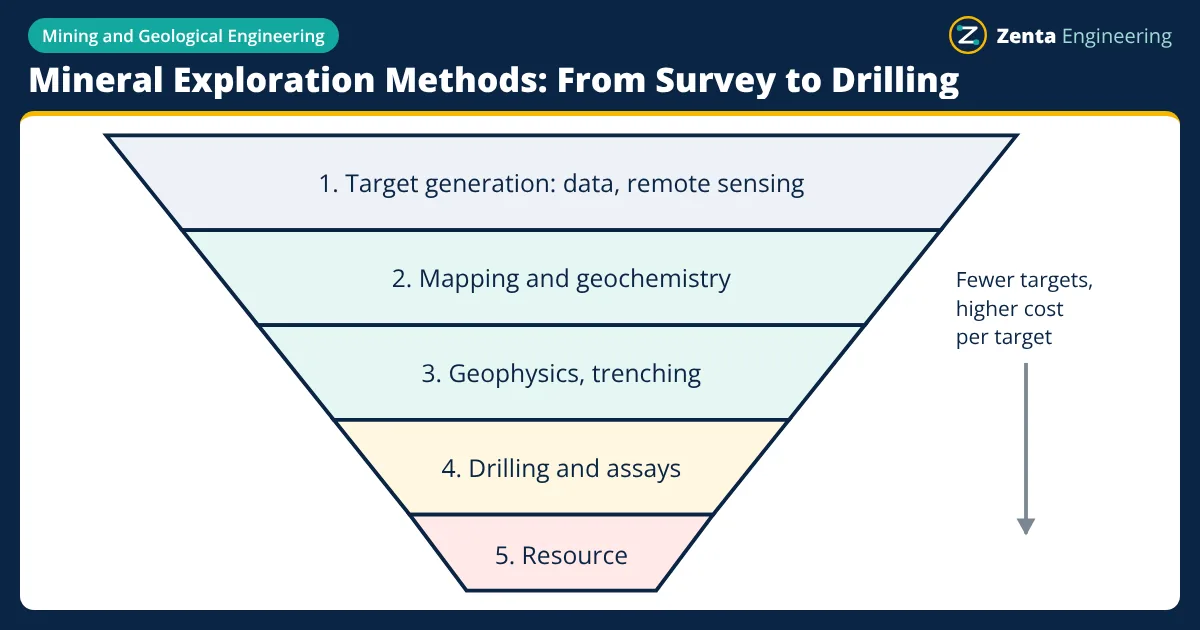 Mining and Geological Engineering
Zenta Engineering
Mineral Exploration Methods: From Survey to Drilling
1. Target generation: data, remote sensing
2. Mapping and geochemistry
Fewer targets,
higher cost
per target
3. Geophysics, trenching
4. Drilling and assays
5. Resource